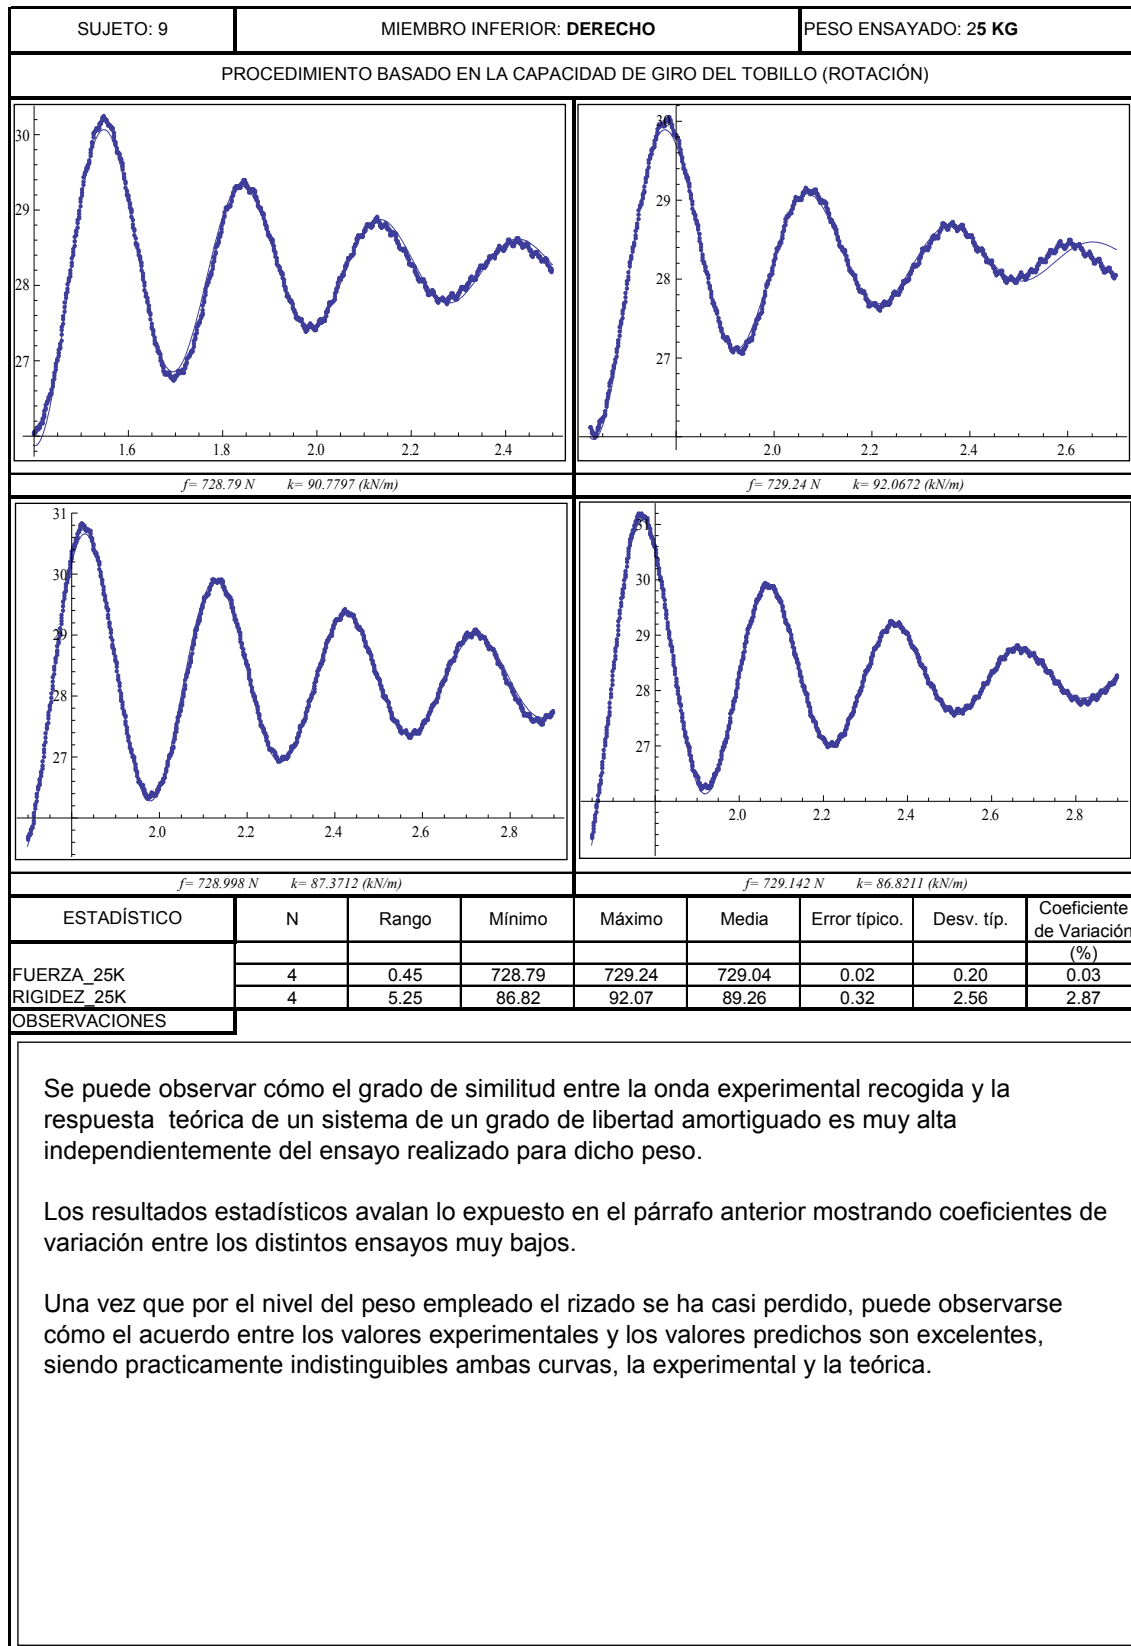 SUJETO: 9 MIEMBRO INFERIOR: DERECHO PESO ENSAYADO: 25 KG
PROCEDIMIENTO BASADO EN LA CAPACIDAD DE GIRO DEL TOBILLO (ROTACIÓN)
30
29
28
27
1.6 1.8 2.0 2.2 2.4
30
29
28
27
2.0 2.2 2.4 2.6
f= 728.79 N k= 90.7797 (kN/m) f= 729.24 N k= 92.0672 (kN/m)
31
30
29
28
27
2.0 2.2 2.4 2.6 2.8
31
30
29
28
27
2.0 2.2 2.4 2.6 2.8
f= 728.998 N k= 87.3712 (kN/m) f= 729.142 N k= 86.8211 (kN/m)
ESTADÍSTICO N Rango Mínimo Máximo Media Error típico. Desv. típ. Coeficiente
de Variación
(%)
FUERZA_25K 4 0.45 728.79 729.24 729.04 0.02 0.20 0.03
RIGIDEZ_25K 4 5.25 86.82 92.07 89.26 0.32 2.56 2.87
OBSERVACIONES
Se puede observar cómo el grado de similitud entre la onda experimental recogida y la
respuesta teórica de un sistema de un grado de libertad amortiguado es muy alta
independientemente del ensayo realizado para dicho peso.
Los resultados estadísticos avalan lo expuesto en el párrafo anterior mostrando coeficientes de
variación entre los distintos ensayos muy bajos.
Una vez que por el nivel del peso empleado el rizado se ha casi perdido, puede observarse
cómo el acuerdo entre los valores experimentales y los valores predichos son excelentes,
siendo practicamente indistinguibles ambas curvas, la experimental y la teórica.